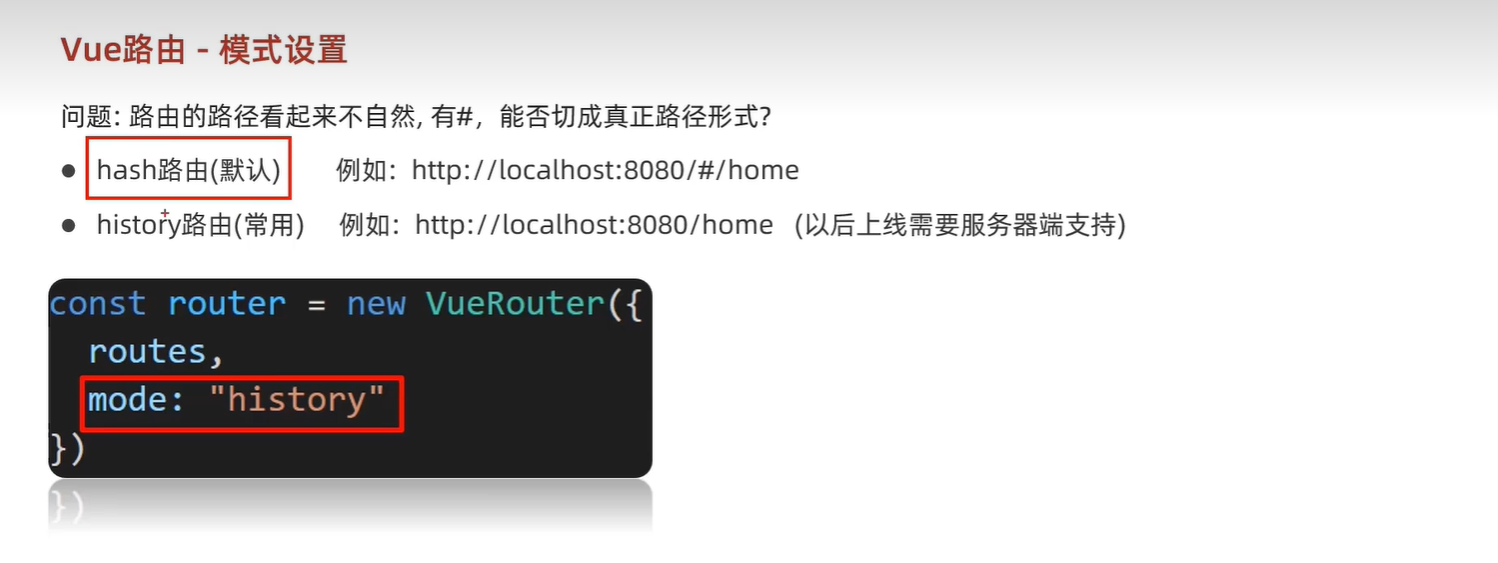 Vue路由 - 模式设置
问题: 路由的路径看起来不自然, 有#，能否切成真正路径形式?
● hash路由(默认) 例如：http://localhost:8080/#/home
● history路由(常用) 例如：http://localhost:8080/home (以后上线需要服务器端支持)
const router = new VueRouter({
  routes,
  mode: "history"
})